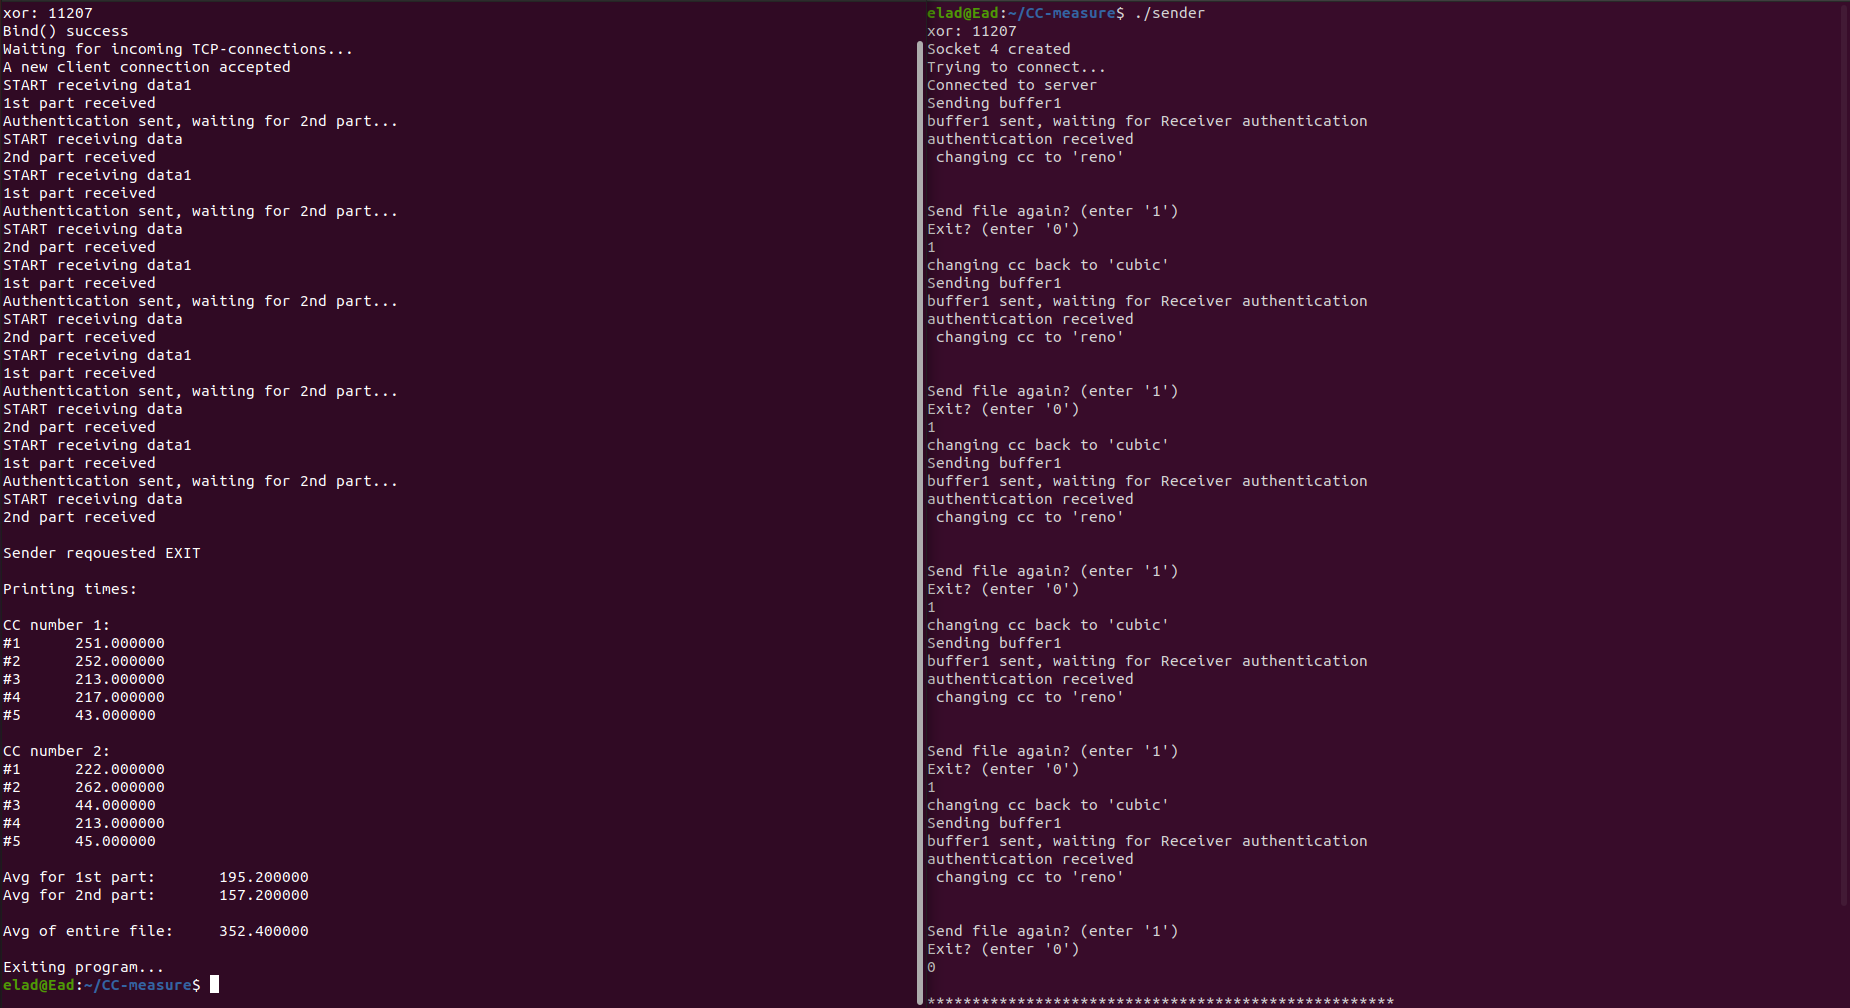 xor: 11207
Bind() success
Waiting for incoming TCP-connections...
A new client connection accepted
START receiving data1
1st part received
Authentication sent, waiting for 2nd part...
START receiving data
2nd part received
START receiving data1
1st part received
Authentication sent, waiting for 2nd part...
START receiving data
2nd part received
START receiving data1
1st part received
Authentication sent, waiting for 2nd part...
START receiving data
2nd part received
START receiving data1
1st part received
Authentication sent, waiting for 2nd part...
START receiving data
2nd part received
START receiving data1
1st part received
Authentication sent, waiting for 2nd part...
START receiving data
2nd part received
Sender reqouested EXIT
Printing times:
CC number 1:
#1 251.000000
#2 252.000000
#3 213.000000
#4 217.000000
#5 43.000000
CC number 2:
#1 222.000000
#2 262.000000
#3 44.000000
#4 213.000000
#5 45.000000
Avg for 1st part: 195.200000
Avg for 2nd part: 157.200000
Avg of entire file: 352.400000
Exiting program...
elad@Ead:~/CC-measure$
elad@Ead:~/CC-measure$ ./sender
xor: 11207
Socket 4 created
Trying to connect...
Connected to server
Sending buffer1
buffer1 sent, waiting for Receiver authentication
authentication received
changing cc to 'reno'
Send file again? (enter '1')
Exit? (enter '0')
1
changing cc back to 'cubic'
Sending buffer1
buffer1 sent, waiting for Receiver authentication
authentication received
changing cc to 'reno'
Send file again? (enter '1')
Exit? (enter '0')
1
changing cc back to 'cubic'
Sending buffer1
buffer1 sent, waiting for Receiver authentication
authentication received
changing cc to 'reno'
Send file again? (enter '1')
Exit? (enter '0')
1
changing cc back to 'cubic'
Sending buffer1
buffer1 sent, waiting for Receiver authentication
authentication received
changing cc to 'reno'
Send file again? (enter '1')
Exit? (enter '0')
1
changing cc back to 'cubic'
Sending buffer1
buffer1 sent, waiting for Receiver authentication
authentication received
changing cc to 'reno'
Send file again? (enter '1')
Exit? (enter '0')
0
****************************************************